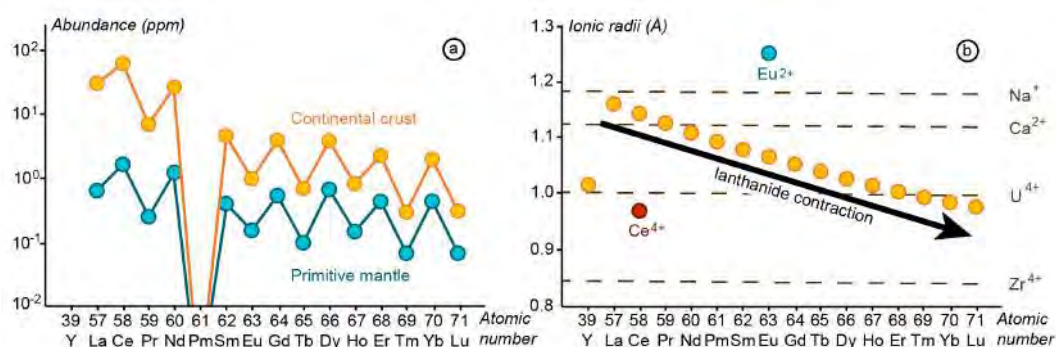 Abundance (ppm)
a
10²
10¹
10⁰
10⁻¹
10⁻²
Continental crust
Primitive mantle
39 57 58 59 60 61 62 63 64 65 66 67 68 69 70 71 Atomic
Y La Ce Pr Nd Pm Sm Eu Gd Tb Dy Ho Er Tm Yb Lu number
Ionic radii (Å)
b
1.3
1.2
1.1
1.0
0.9
0.8
Eu²⁺
Ce⁴⁺
lanthanide contraction
Na⁺
Ca²⁺
U⁴⁺
Zr⁴⁺
39 57 58 59 60 61 62 63 64 65 66 67 68 69 70 71 Atomic
Y La Ce Pr Nd Pm Sm Eu Gd Tb Dy Ho Er Tm Yb Lu number